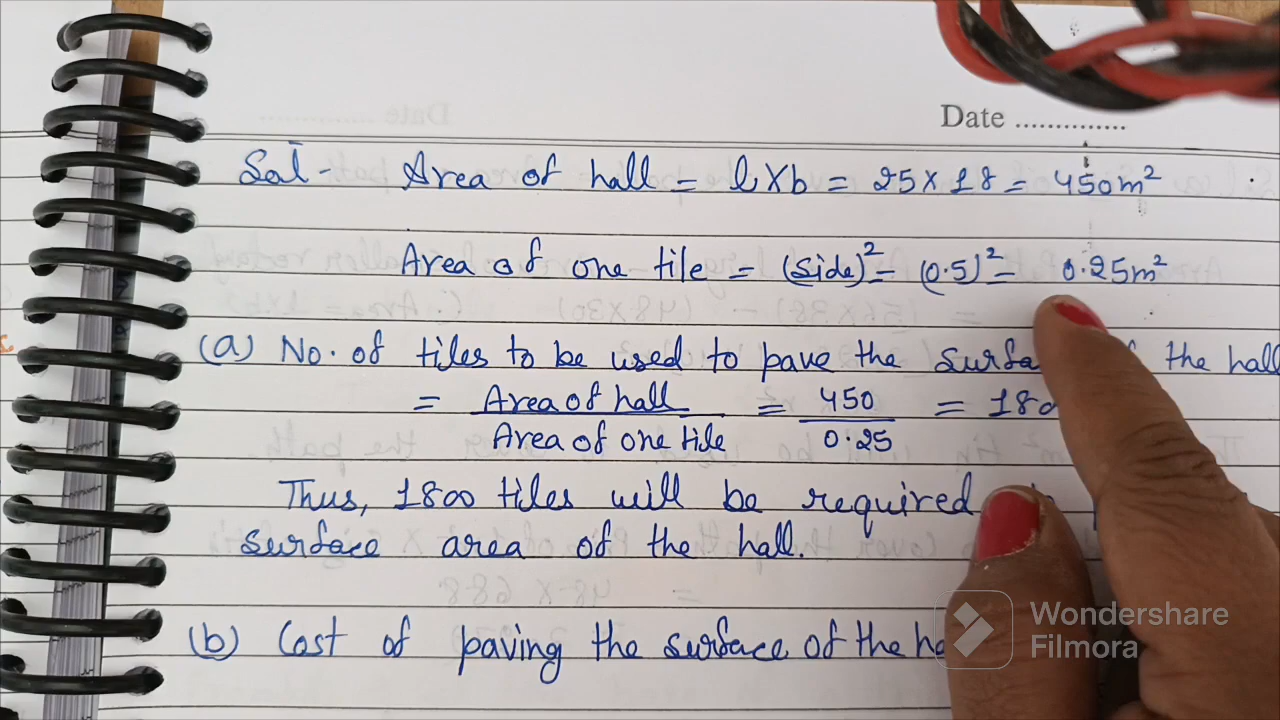 Date ..............
Sol- Area of hall = l X b = 25 X 18 = 450m²
Area of one tile = (side)² = (0.5)² = 0.25m²
(a) No. of tiles to be used to pave the the hall
= Area of hall / Area of one tile = 450 / 0.25 =
Thus, 1800 tiles will be required
surface area of the hall.
(b) Cost of paving the surface of the
Wondershare
Filmora